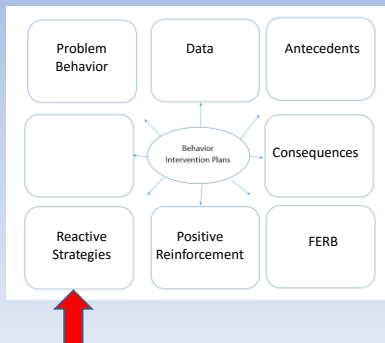 Problem
Behavior
Data
Antecedents
Behavior
Intervention Plans
Consequences
Reactive
Strategies
Positive
Reinforcement
FERB